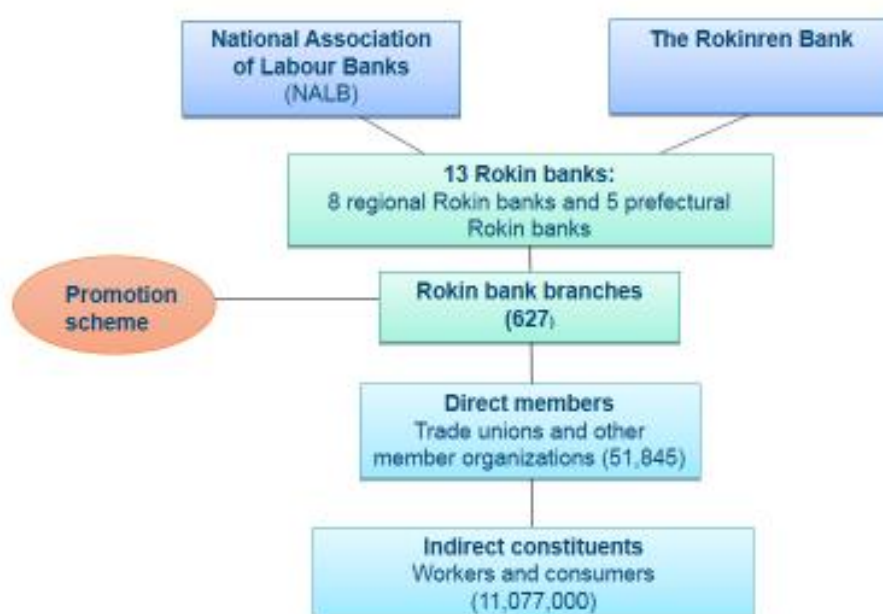 National Association
of Labour Banks
(NALB)
The Rokinren Bank
13 Rokin banks:
8 regional Rokin banks and 5 prefectural
Rokin banks
Promotion
scheme
Rokin bank branches
(627)
Direct members
Trade unions and other
member organizations (51,845)
Indirect constituents
Workers and consumers
(11,077,000)